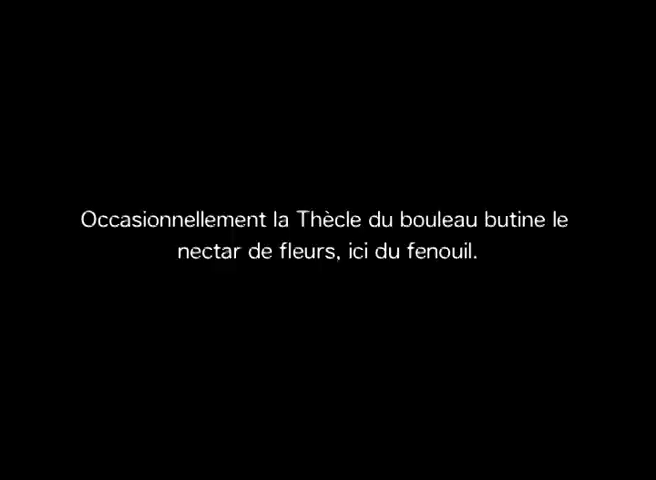 Occasionnellement la Thècle du bouleau butine le
nectar de fleurs, ici du fenouil.